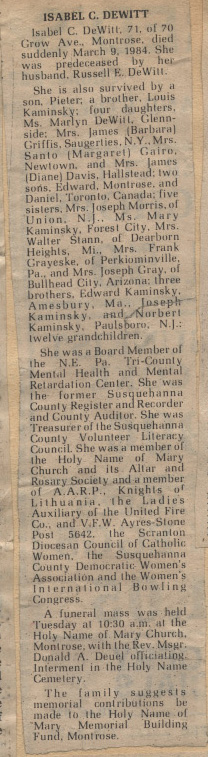 ISABEL C. DEWITT
Isabel C. DeWitt, 71, of 70
Grow Ave., Montrose, died
suddenly March 9, 1984. She
was predeceased by her
husband, Russell E. DeWitt.
She is also survived by a
son, Pieter; a brother, Louis
Kaminsky; four daughters,
Ms. Marlyn DeWitt, Glenn-
side; Mrs. James (Barbara)
Griffis, Saugerties, N.Y., Mrs.
Santo (Margaret) Gairo,
Newtown, and Mrs. James
(Diane) Davis, Hallstead; two
sons, Edward, Montrose, and
Daniel, Toronto, Canada; five
sisters, Mrs. Joseph Morris, of
Union, N.J., Ms. Mary
Kaminsky, Forest City, Mrs.
Walter Stann, of Dearborn
Heights, Mi., Mrs. Frank
Grayeske, of Perkiominville,
Pa., and Mrs. Joseph Gray, of
Bullhead City, Arizona; three
brothers, Edward Kaminsky,
Amesbury, Ma., Joseph
Kaminsky, and Norbert
Kaminsky, Paulsboro, N.J.;
twelve grandchildren.
She was a Board Member of
the N.E. Pa. Tri-County
Mental Health and Mental
Retardation Center. She was
the former Susquehanna
County Register and Recorder
and County Auditor. She was
Treasurer of the Susquehanna
County Volunteer Literacy
Council. She was a member of
the Holy Name of Mary
Church and its Altar and
Rosary Society and a member
of A.A.R.P., Knights of
Lithuania, the Ladies
Auxiliary of the United Fire
Co., and V.F.W. Ayres-Stone
Post 5642, the Scranton
Diocesan Council of Catholic
Women, the Susquehanna
County Democratic Women's
Association and the Women's
International Bowling
Congress.
A funeral mass was held
Tuesday at 10:30 a.m. at the
Holy Name of Mary Church,
Montrose, with the Rev. Msgr.
Donald A. Deuel officiating.
Interment in the Holy Name
Cemetery.
The family suggests
memorial contributions be
made to the Holy Name of
Mary Memorial Building
Fund, Montrose.